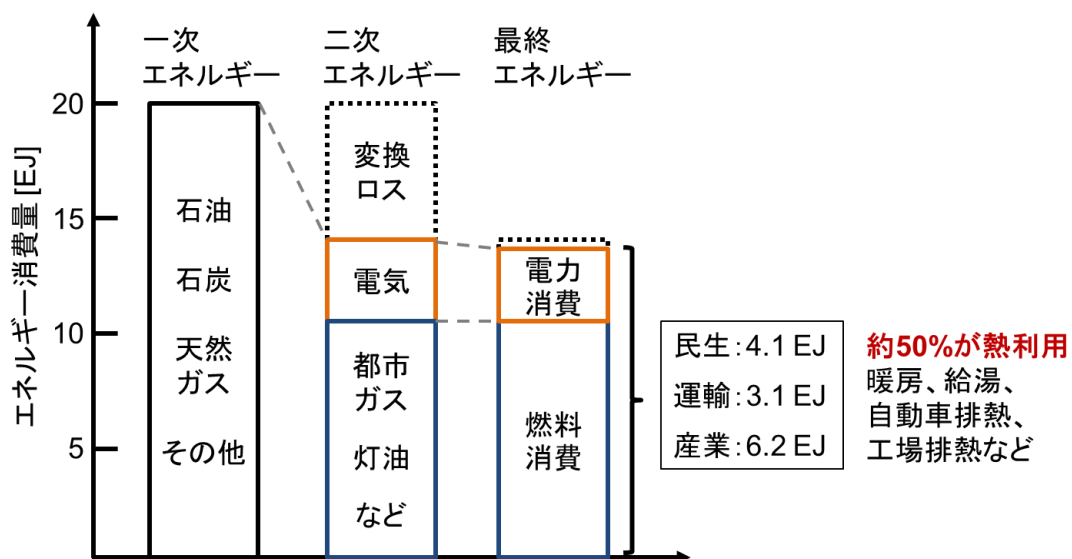 一次
エネルギー
二次
エネルギー
最終
エネルギー
エネルギー消費量 [EJ]
20
15
10
5
石油
石炭
天然
ガス
その他
変換
ロス
電気
都市
ガス
灯油
など
電力
消費
燃料
消費
民生：4.1 EJ
運輸：3.1 EJ
産業：6.2 EJ
約50%が熱利用
暖房、給湯、
自動車排熱、
工場排熱など